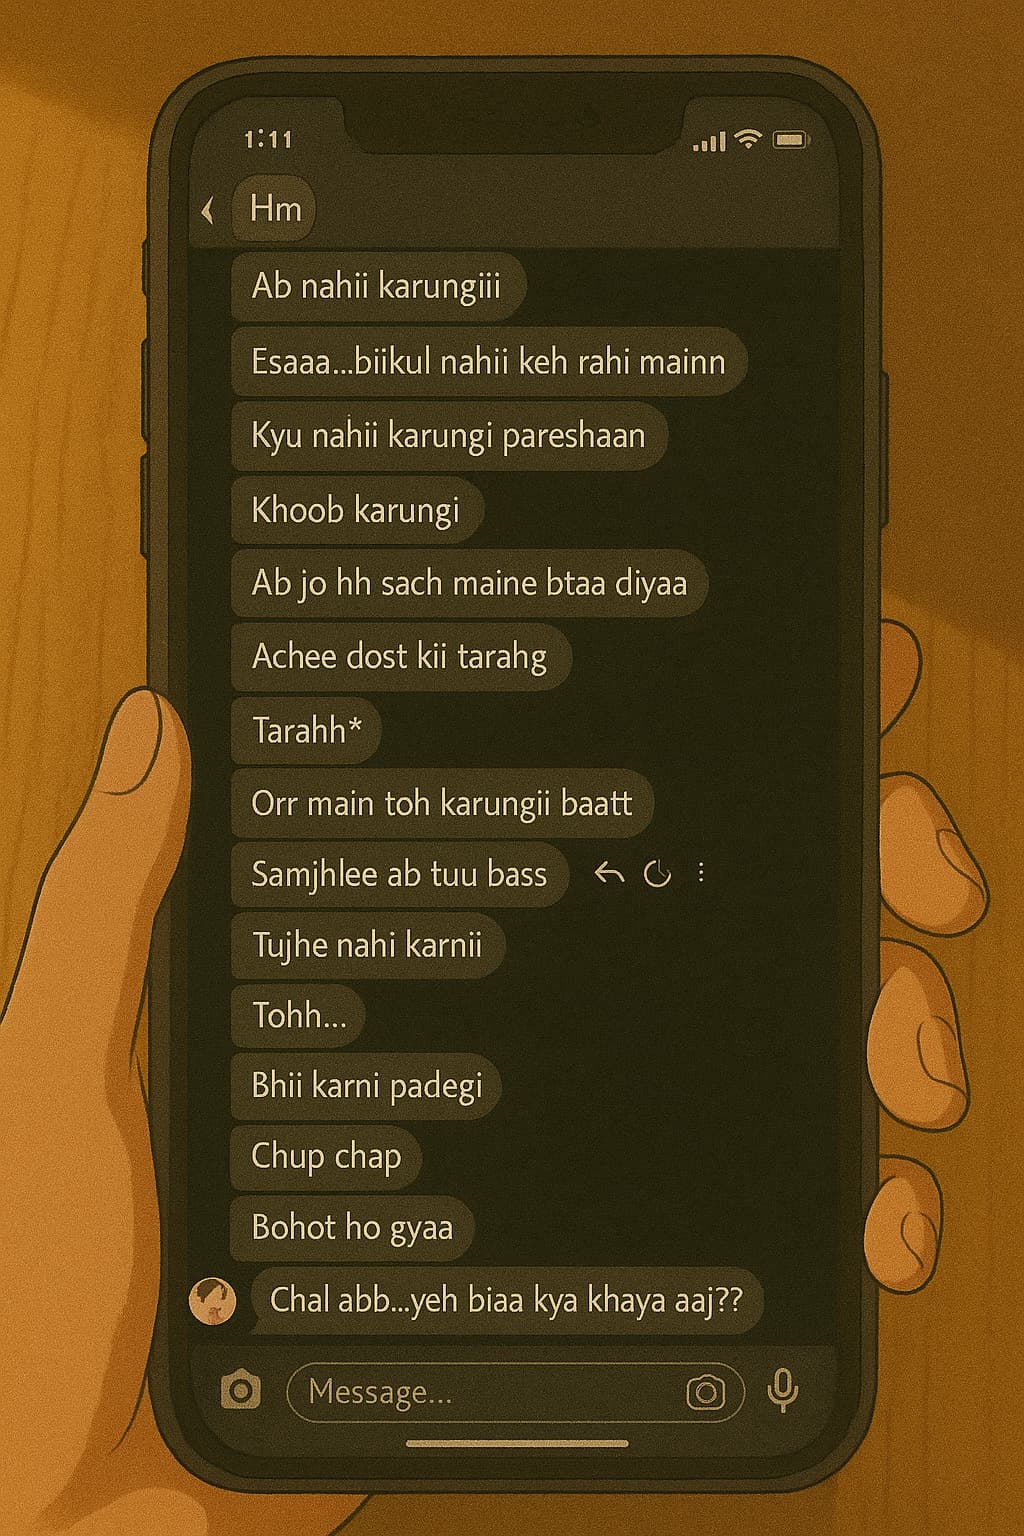 1:11
Hm
Ab nahii karungiii
Esaaa...biikul nahii keh rahi mainn
Kyu nahii karungi pareshaan
Khoob karungi
Ab jo hh sach maine btaa diyaa
Achee dost kii tarahg
Tarahh*
Orr main toh karungii baatt
Samjhlee ab tuu bass
Tujhe nahi karnii
Tohh...
Bhii karni padegi
Chup chap
Bohot ho gyaa
Chal abb...yeh biaa kya khaya aaj??
Message...